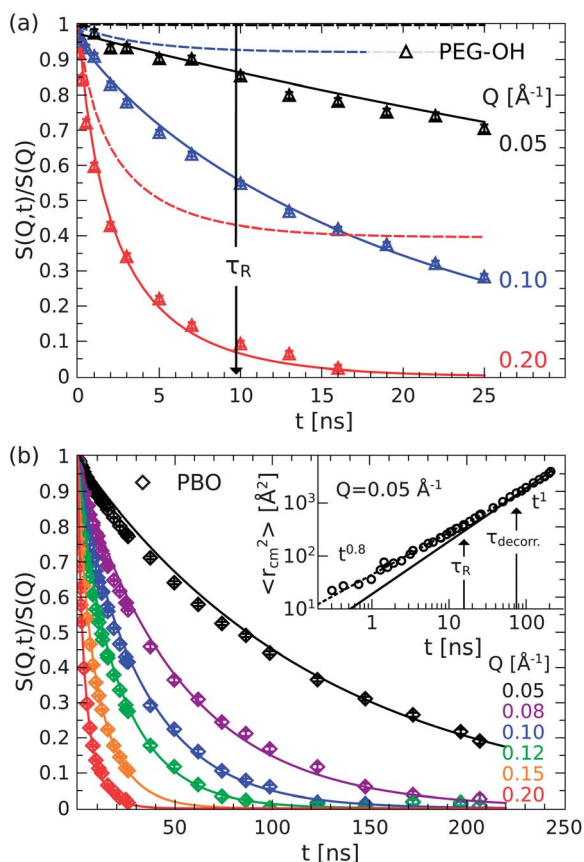 (a)
PEG-OH
Q [Å⁻¹]
0.05
0.10
0.20
τR
S(Q,t)/S(Q)
1
0.9
0.8
0.7
0.6
0.5
0.4
0.3
0.2
0.1
0
0 5 10 15 20 25 30
t [ns]
(b)
PBO
Q=0.05 Å⁻¹
<rcm²> [Å²]
10³
10²
10¹
t⁰·⁸
t¹
τR
τdecorr.
1 10 100
t [ns]
Q [Å⁻¹]
0.05
0.08
0.10
0.12
0.15
0.20
S(Q,t)/S(Q)
1
0.9
0.8
0.7
0.6
0.5
0.4
0.3
0.2
0.1
0
50 100 150 200 250
t [ns]